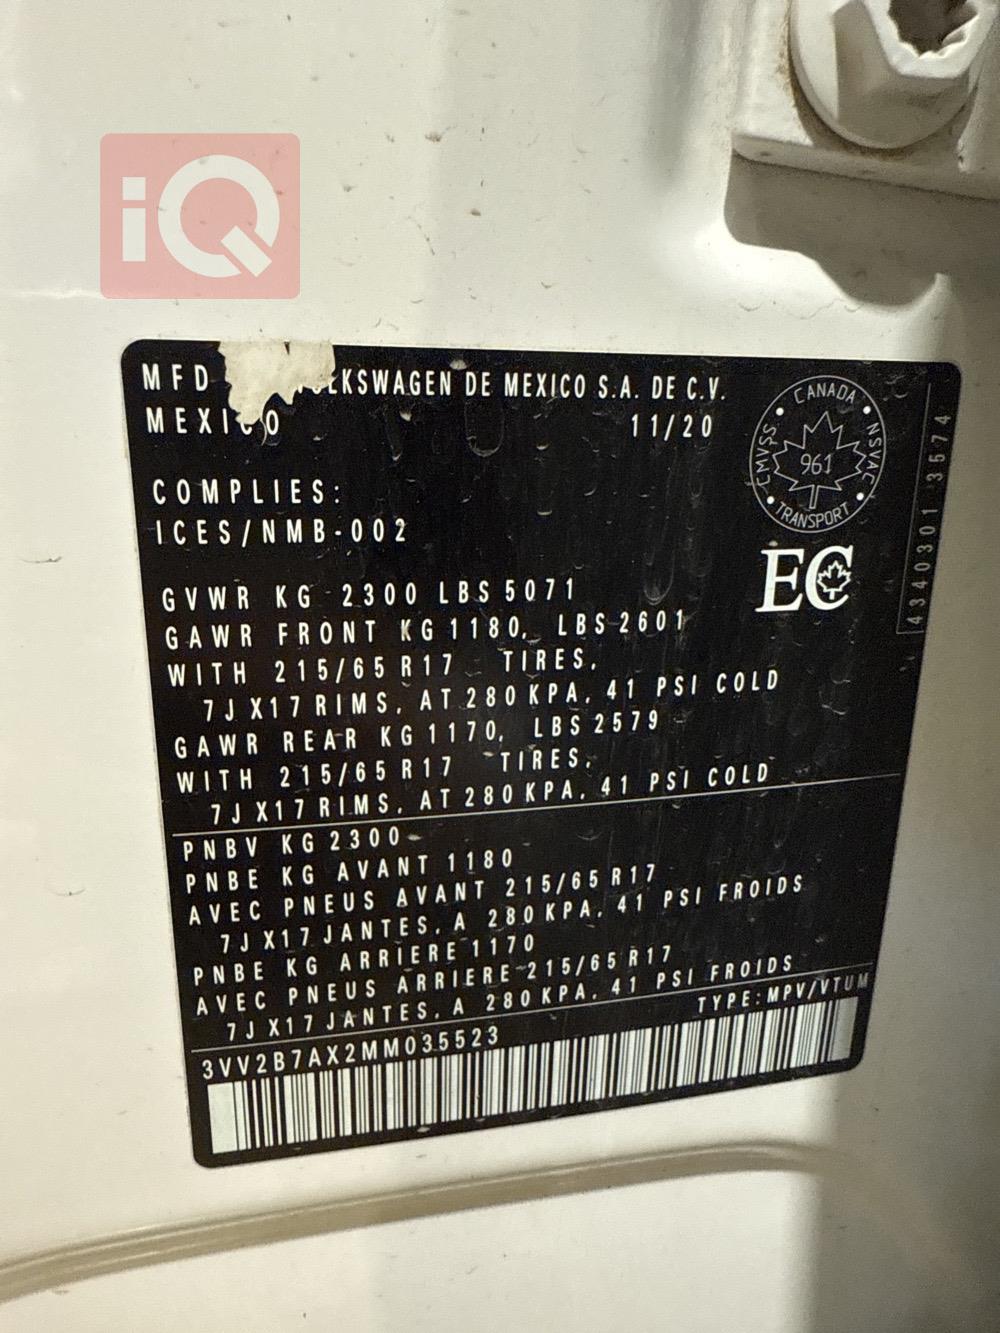 iQ
MFD VOLKSWAGEN DE MEXICO S.A. DE C.V.
MEXICO 11/20
CANADA
CMVSS
NSVAC
961
TRANSPORT
4340301 3574
COMPLIES:
ICES/NMB-002
EC
GVWR KG 2300 LBS 5071
GAWR FRONT KG 1180, LBS 2601
WITH 215/65 R17 TIRES,
7J X17 RIMS, AT 280 KPA, 41 PSI COLD
GAWR REAR KG 1170, LBS 2579
WITH 215/65 R17 TIRES,
7J X17 RIMS, AT 280 KPA, 41 PSI COLD
PNBV KG 2300
PNBE KG AVANT 1180
AVEC PNEUS AVANT 215/65 R17
7J X17 JANTES, A 280 KPA, 41 PSI FROIDS
PNBE KG ARRIERE 1170
AVEC PNEUS ARRIERE 215/65 R17
7J X17 JANTES, A 280 KPA, 41 PSI FROIDS
3VV2B7AX2MM035523 TYPE: MPV/VTUM